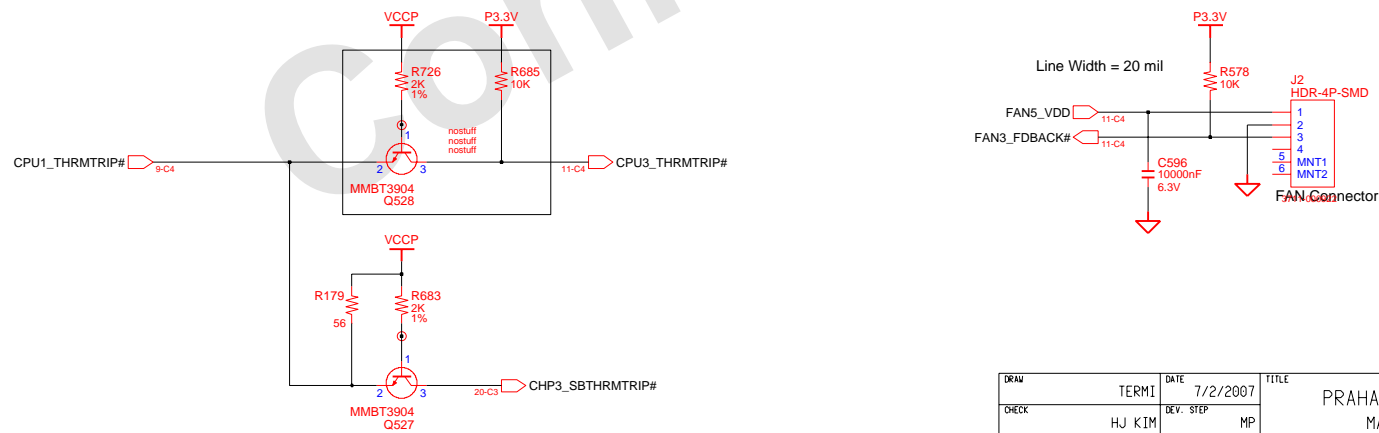 Con
VCCP
P3.3V
R726
2K
1%
R685
10K
1
nostuff
nostuff
nostuff
CPU1_THRMTRIP#
9-C4
2
3
11-C4
CPU3_THRMTRIP#
MMBT3904
Q528
VCCP
R179
56
R683
2K
1%
1
2
3
20-C3
CHP3_SBTHRMTRIP#
MMBT3904
Q527
P3.3V
Line Width = 20 mil
R578
10K
J2
HDR-4P-SMD
FAN5_VDD
11-C4
FAN3_FDBACK#
11-C4
1
2
3
4
5
MNT1
6
MNT2
C596
10000nF
6.3V
FAN Connector
DRAW
TERMI
DATE
7/2/2007
TITLE
PRAHA
CHECK
HJ KIM
DEV. STEP
MP
MA